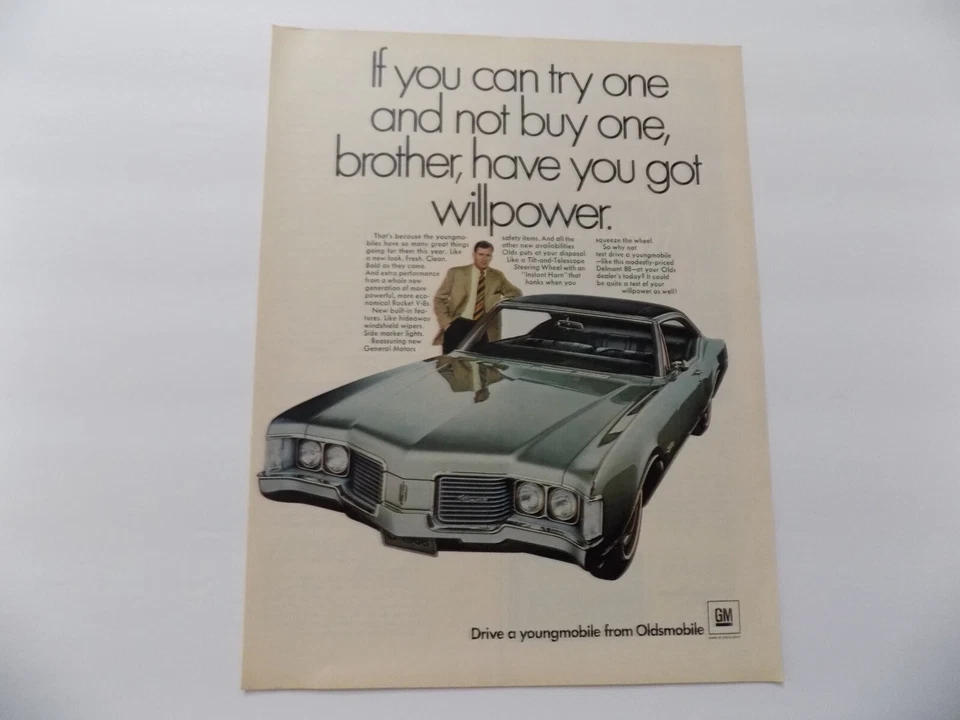 If you can try one
and not buy one,
brother, have you got
willpower.
That's because the youngmo-
biles have so many great things
going for them this year. Like
a new look. Fresh. Clean.
Bold as they come.
And extra performance
from a whole new
generation of more
powerful, more eco-
nomical Rocket V-8s.
New built-in fea-
tures. Like hideaway
windshield wipers.
Side marker lights.
Reassuring new
General Motors
safety items. And all the
other new availabilities
Olds puts at your disposal.
Like a Tilt-and-Telescope
Steering Wheel with an
"Instant Horn" that
honks when you
squeeze the wheel.
So why not
test drive a youngmobile
—like this modestly-priced
Delmont 88—at your Olds
dealer's today? It could
be quite a test of your
willpower as well!
Drive a youngmobile from Oldsmobile
GM